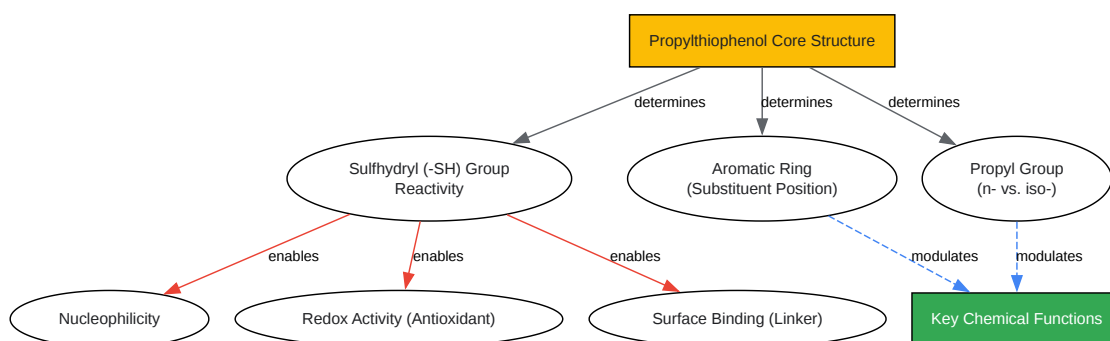 Propylthiophenol Core Structure
determines
determines
determines
Sulfhydryl (-SH) Group
Reactivity
Aromatic Ring
(Substituent Position)
Propyl Group
(n- vs. iso-)
enables
enables
enables
modulates
modulates
Nucleophilicity
Redox Activity (Antioxidant)
Surface Binding (Linker)
Key Chemical Functions